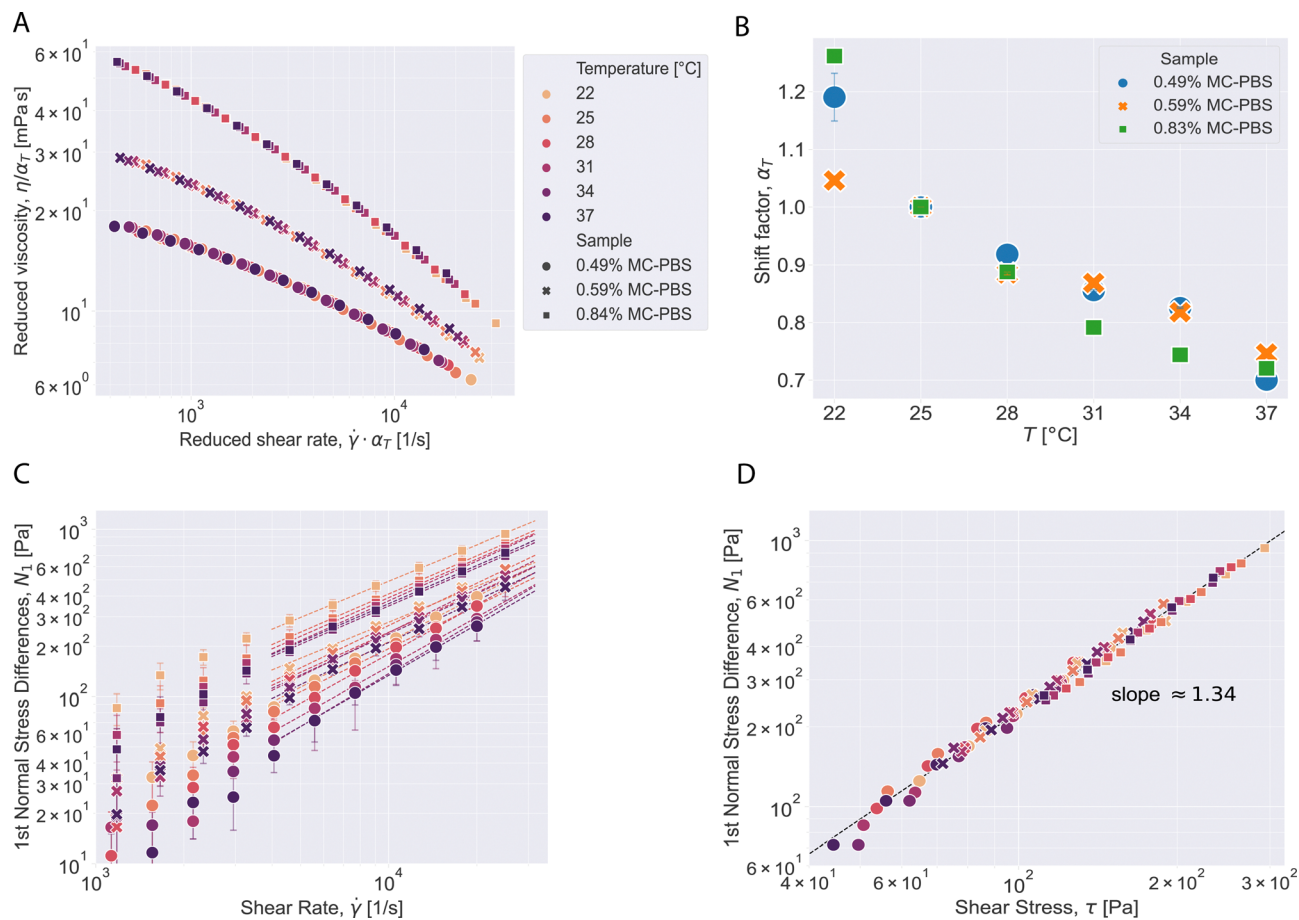 A
6 × 10¹
4 × 10¹
3 × 10¹
2 × 10¹
10¹
6 × 10⁰
Reduced viscosity, η/α_T [mPa s]
10³
10⁴
Reduced shear rate, γ̇ · α_T [1/s]
Temperature [°C]
22
25
28
31
34
37
Sample
0.49% MC-PBS
0.59% MC-PBS
0.84% MC-PBS
B
1.2
1.1
1.0
0.9
0.8
0.7
Shift factor, α_T
22
25
28
31
34
37
T [°C]
Sample
0.49% MC-PBS
0.59% MC-PBS
0.83% MC-PBS
C
10³
6 × 10²
4 × 10²
3 × 10²
2 × 10²
10²
6 × 10¹
4 × 10¹
3 × 10¹
2 × 10¹
10¹
1st Normal Stress Differences, N₁ [Pa]
10³
10⁴
Shear Rate, γ̇ [1/s]
D
10³
6 × 10²
4 × 10²
3 × 10²
2 × 10²
10²
6 × 10¹
1st Normal Stress Difference, N₁ [Pa]
slope ≈ 1.34
4 × 10¹
10²
2 × 10²
3 × 10²
Shear Stress, τ [Pa]